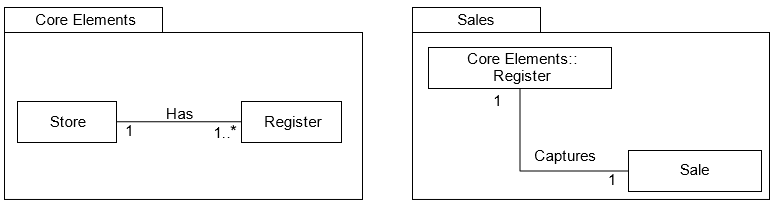 Core Elements
Store
1
Has
1..*
Register
Sales
Core Elements::
Register
1
Captures
1
Sale